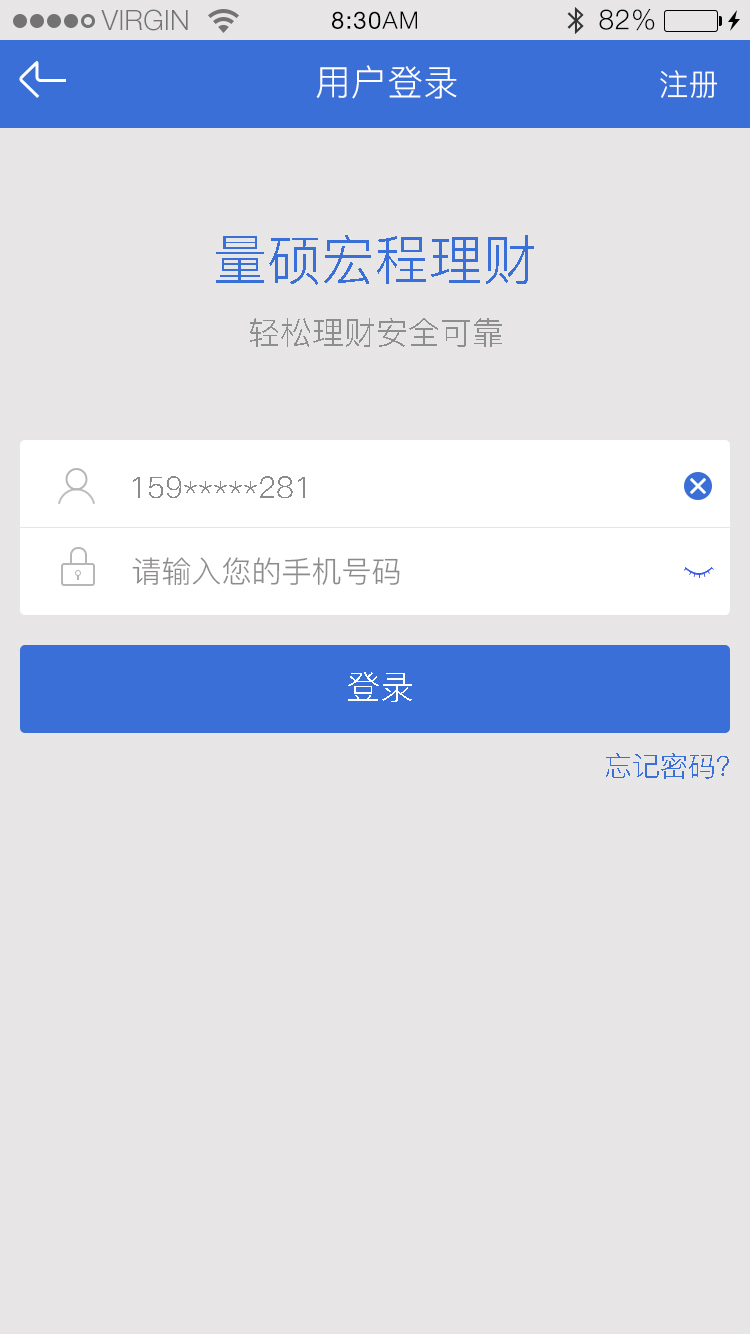 VIRGIN 8:30AM 82%
用户登录 注册
量硕宏程理财
轻松理财安全可靠
159*****281
请输入您的手机号码
登录
忘记密码?